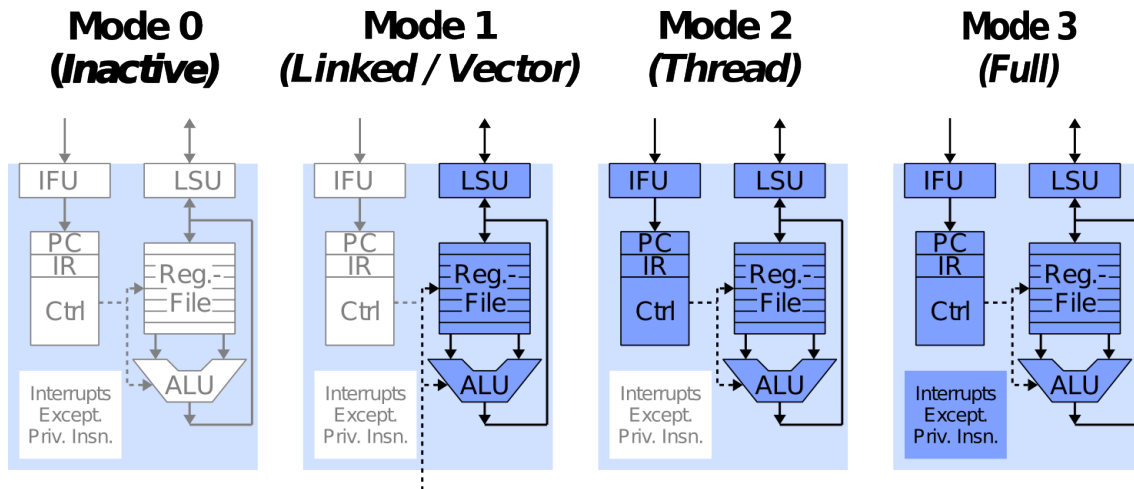 Mode 0
(Inactive)
IFU
LSU
PC
IR
Ctrl
Reg.-
File
ALU
Interrupts
Except.
Priv. Insn.
Mode 1
(Linked / Vector)
IFU
LSU
PC
IR
Ctrl
Reg.-
File
ALU
Interrupts
Except.
Priv. Insn.
Mode 2
(Thread)
IFU
LSU
PC
IR
Ctrl
Reg.-
File
ALU
Interrupts
Except.
Priv. Insn.
Mode 3
(Full)
IFU
LSU
PC
IR
Ctrl
Reg.-
File
ALU
Interrupts
Except.
Priv. Insn.